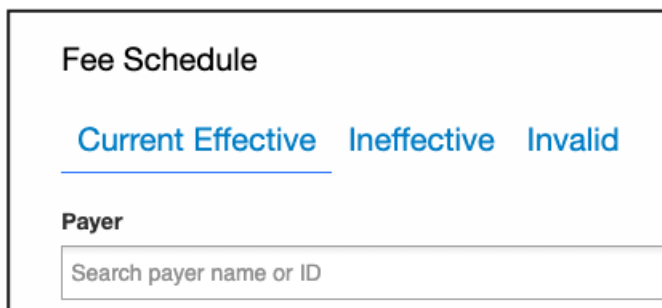 Fee Schedule
Current Effective Ineffective Invalid
Payer
Search payer name or ID